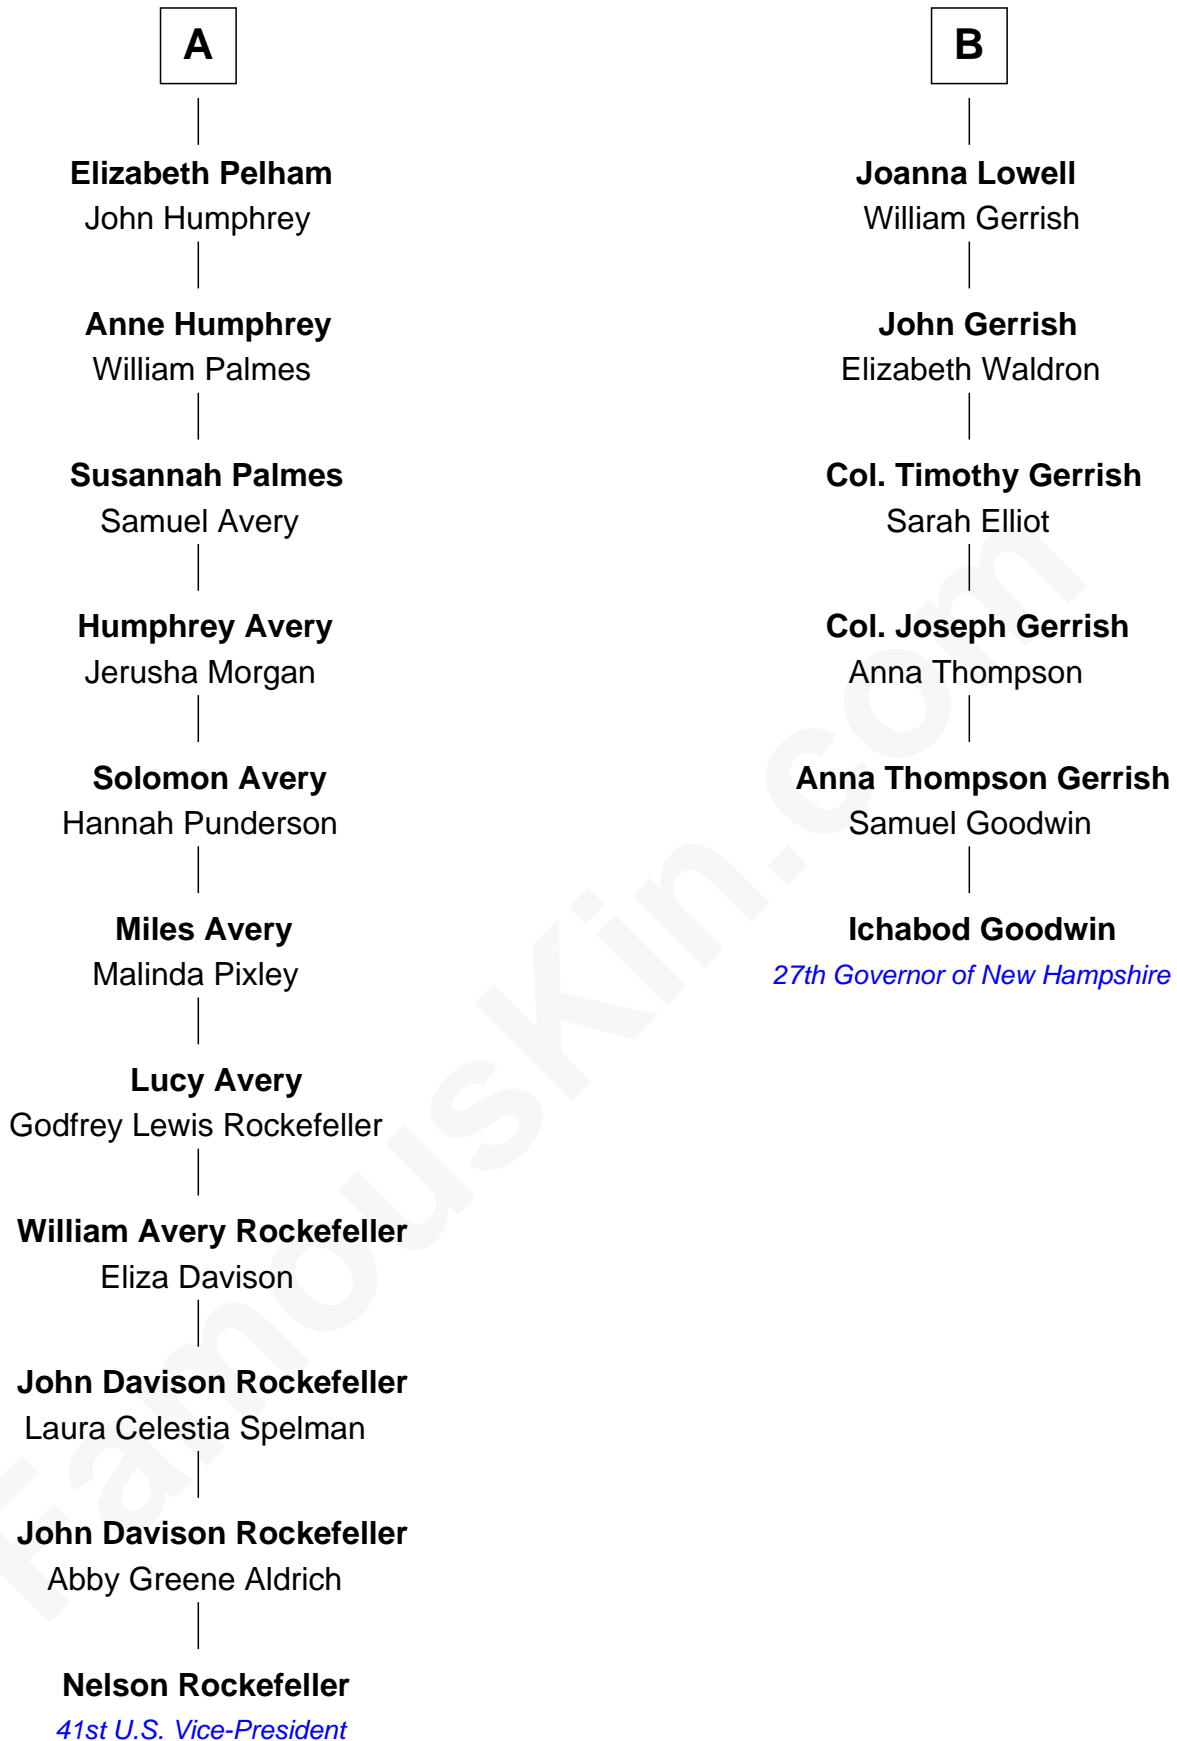 A
Elizabeth Pelham
John Humphrey
Anne Humphrey
William Palmes
Susannah Palmes
Samuel Avery
Humphrey Avery
Jerusha Morgan
Solomon Avery
Hannah Punderson
Miles Avery
Malinda Pixley
Lucy Avery
Godfrey Lewis Rockefeller
William Avery Rockefeller
Eliza Davison
John Davison Rockefeller
Laura Celestia Spelman
John Davison Rockefeller
Abby Greene Aldrich
Nelson Rockefeller
41st U.S. Vice-President
B
Joanna Lowell
William Gerrish
John Gerrish
Elizabeth Waldron
Col. Timothy Gerrish
Sarah Elliot
Col. Joseph Gerrish
Anna Thompson
Anna Thompson Gerrish
Samuel Goodwin
Ichabod Goodwin
27th Governor of New Hampshire
FamousKin.com